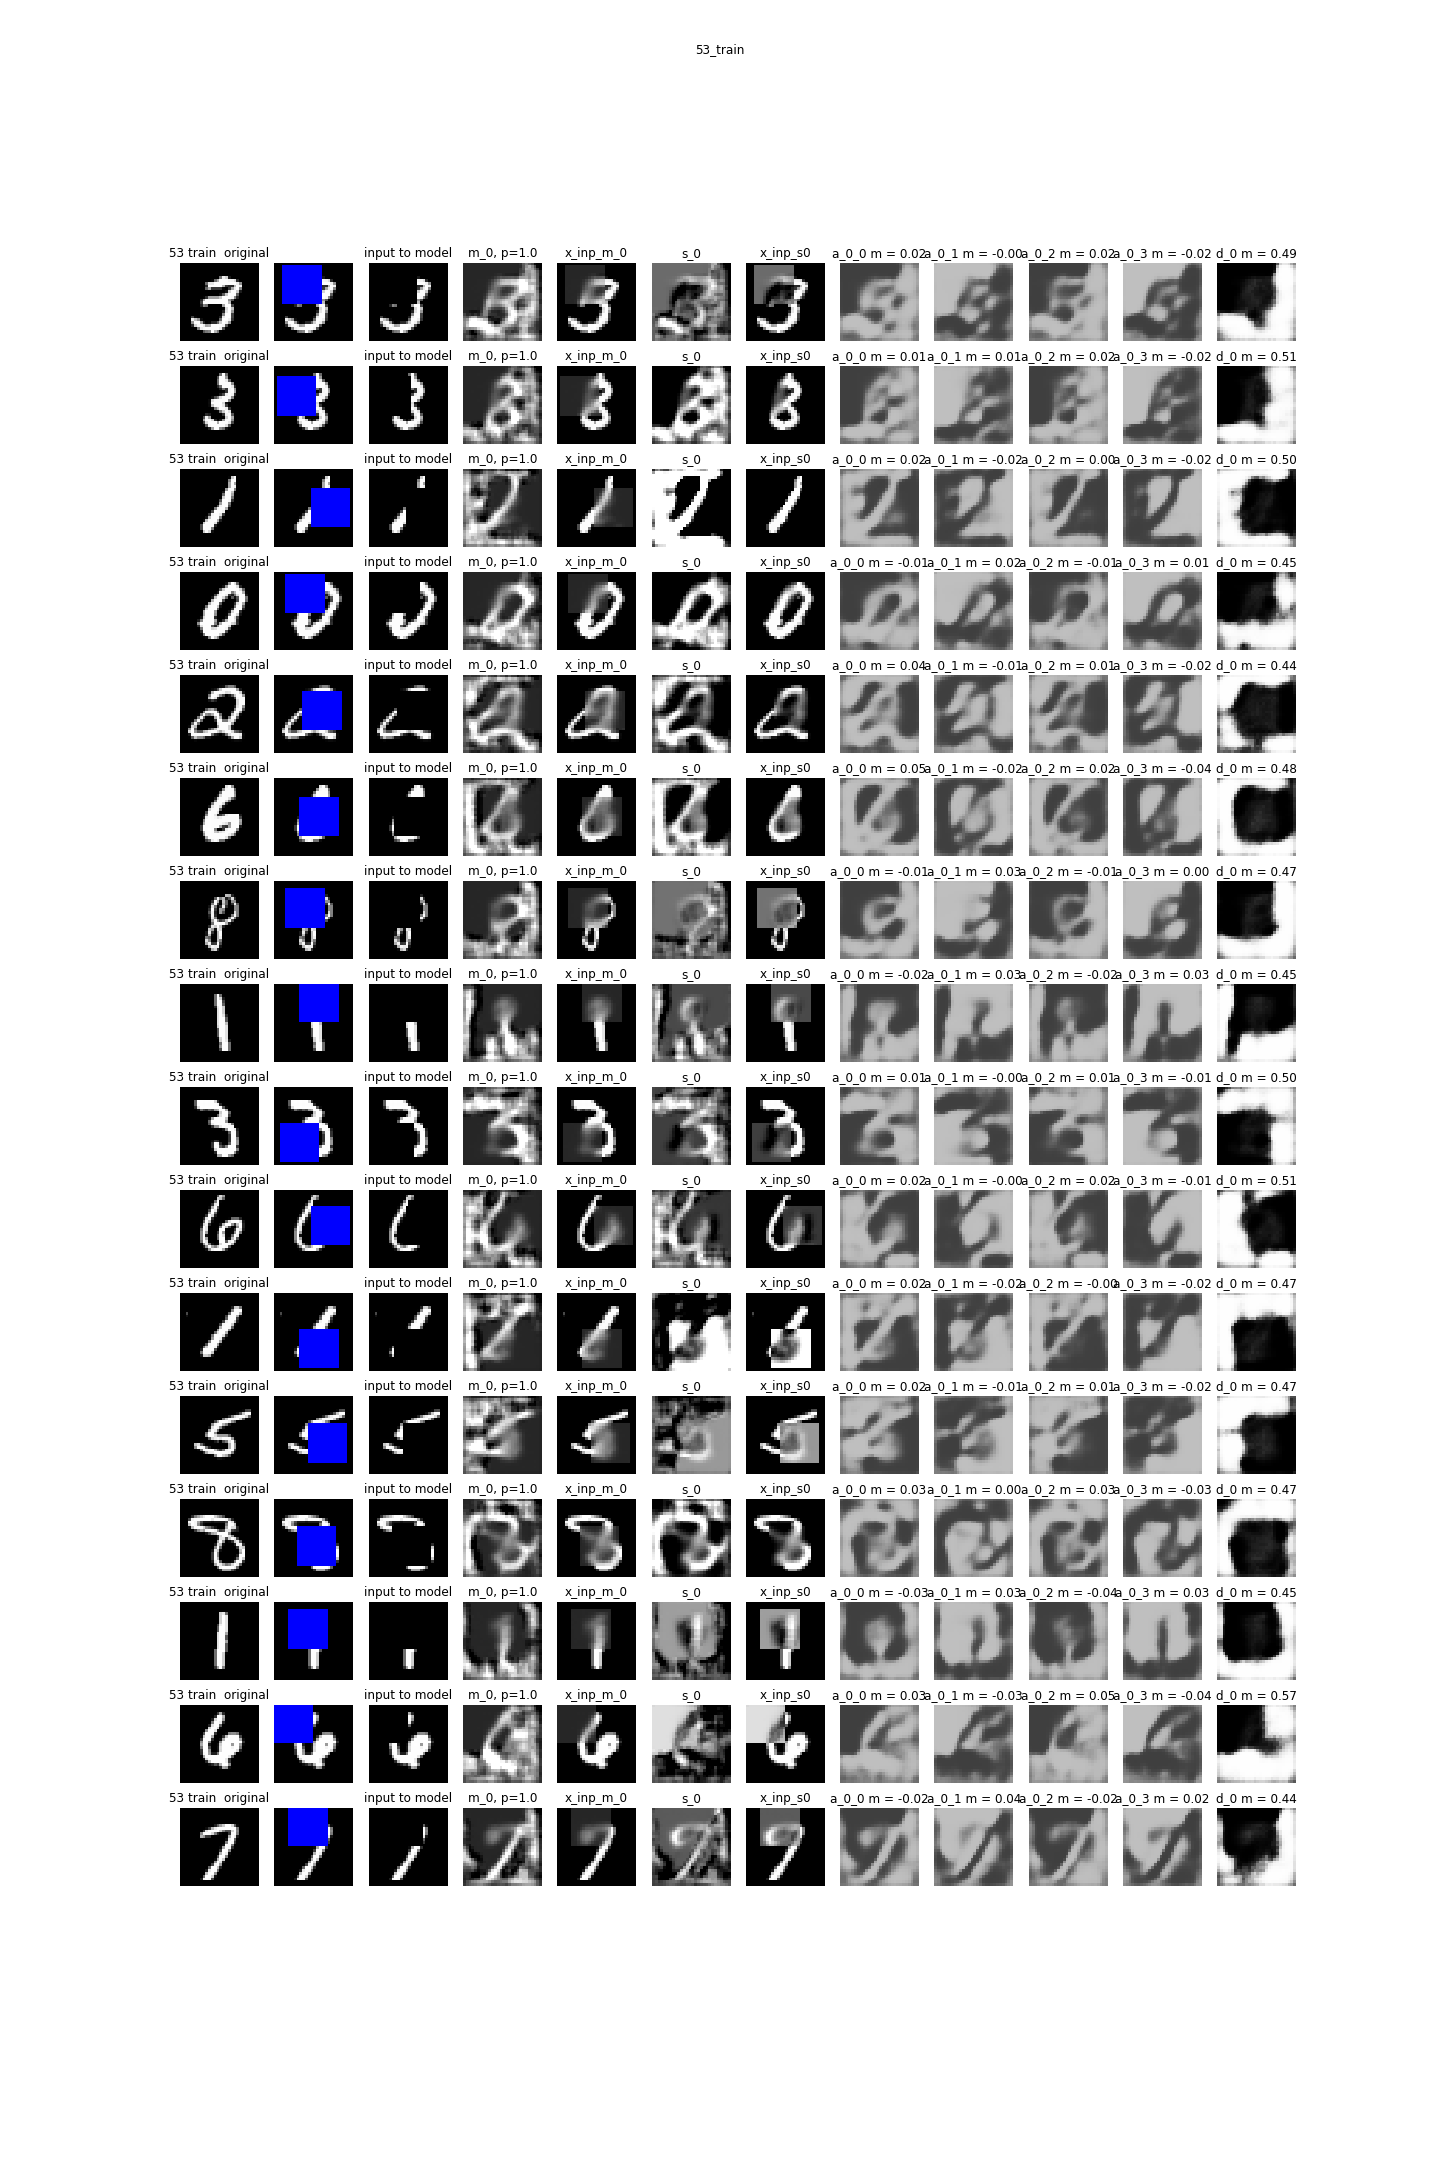 53_train
53 train original input to model m_0, p=1.0 x_inp_m_0 s_0 x_inp_s0 a_0_0 m = 0.02 a_0_1 m = -0.00 a_0_2 m = 0.02 a_0_3 m = -0.02 d_0 m = 0.49
53 train original input to model m_0, p=1.0 x_inp_m_0 s_0 x_inp_s0 a_0_0 m = 0.01 a_0_1 m = 0.01 a_0_2 m = 0.02 a_0_3 m = -0.02 d_0 m = 0.51
53 train original input to model m_0, p=1.0 x_inp_m_0 s_0 x_inp_s0 a_0_0 m = 0.02 a_0_1 m = -0.02 a_0_2 m = 0.00 a_0_3 m = -0.02 d_0 m = 0.50
53 train original input to model m_0, p=1.0 x_inp_m_0 s_0 x_inp_s0 a_0_0 m = -0.01 a_0_1 m = 0.02 a_0_2 m = -0.01 a_0_3 m = 0.01 d_0 m = 0.45
53 train original input to model m_0, p=1.0 x_inp_m_0 s_0 x_inp_s0 a_0_0 m = 0.04 a_0_1 m = -0.01 a_0_2 m = 0.01 a_0_3 m = -0.02 d_0 m = 0.44
53 train original input to model m_0, p=1.0 x_inp_m_0 s_0 x_inp_s0 a_0_0 m = 0.05 a_0_1 m = -0.02 a_0_2 m = 0.02 a_0_3 m = -0.04 d_0 m = 0.48
53 train original input to model m_0, p=1.0 x_inp_m_0 s_0 x_inp_s0 a_0_0 m = -0.01 a_0_1 m = 0.03 a_0_2 m = -0.01 a_0_3 m = 0.00 d_0 m = 0.47
53 train original input to model m_0, p=1.0 x_inp_m_0 s_0 x_inp_s0 a_0_0 m = -0.02 a_0_1 m = 0.03 a_0_2 m = -0.02 a_0_3 m = 0.03 d_0 m = 0.45
53 train original input to model m_0, p=1.0 x_inp_m_0 s_0 x_inp_s0 a_0_0 m = 0.01 a_0_1 m = -0.00 a_0_2 m = 0.01 a_0_3 m = -0.01 d_0 m = 0.50
53 train original input to model m_0, p=1.0 x_inp_m_0 s_0 x_inp_s0 a_0_0 m = 0.02 a_0_1 m = -0.00 a_0_2 m = 0.02 a_0_3 m = -0.01 d_0 m = 0.51
53 train original input to model m_0, p=1.0 x_inp_m_0 s_0 x_inp_s0 a_0_0 m = 0.02 a_0_1 m = -0.02 a_0_2 m = -0.00 a_0_3 m = -0.02 d_0 m = 0.47
53 train original input to model m_0, p=1.0 x_inp_m_0 s_0 x_inp_s0 a_0_0 m = 0.02 a_0_1 m = -0.01 a_0_2 m = 0.01 a_0_3 m = -0.02 d_0 m = 0.47
53 train original input to model m_0, p=1.0 x_inp_m_0 s_0 x_inp_s0 a_0_0 m = 0.03 a_0_1 m = 0.00 a_0_2 m = 0.03 a_0_3 m = -0.03 d_0 m = 0.47
53 train original input to model m_0, p=1.0 x_inp_m_0 s_0 x_inp_s0 a_0_0 m = -0.03 a_0_1 m = 0.03 a_0_2 m = -0.04 a_0_3 m = 0.03 d_0 m = 0.45
53 train original input to model m_0, p=1.0 x_inp_m_0 s_0 x_inp_s0 a_0_0 m = 0.03 a_0_1 m = -0.03 a_0_2 m = 0.05 a_0_3 m = -0.04 d_0 m = 0.57
53 train original input to model m_0, p=1.0 x_inp_m_0 s_0 x_inp_s0 a_0_0 m = -0.02 a_0_1 m = 0.04 a_0_2 m = -0.02 a_0_3 m = 0.02 d_0 m = 0.44